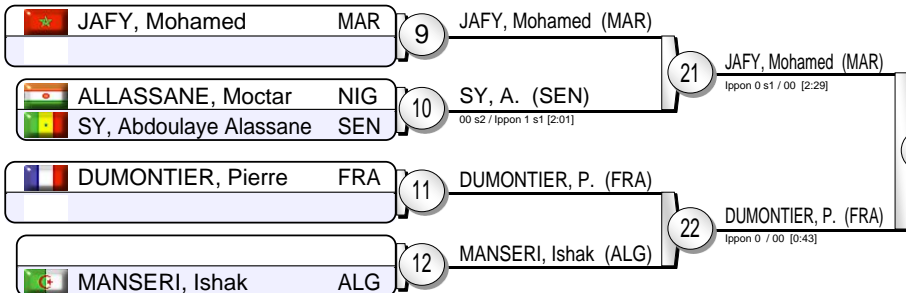 JAFY, Mohamed MAR
9
JAFY, Mohamed (MAR)
21
JAFY, Mohamed (MAR)
Ippon 0 s1 / 00 [2:29]
ALLASSANE, Moctar NIG
SY, Abdoulaye Alassane SEN
10
SY, A. (SEN)
00 s2 / Ippon 1 s1 [2:01]
DUMONTIER, Pierre FRA
11
DUMONTIER, P. (FRA)
22
DUMONTIER, P. (FRA)
Ippon 0 / 00 [0:43]
MANSERI, Ishak ALG
12
MANSERI, Ishak (ALG)